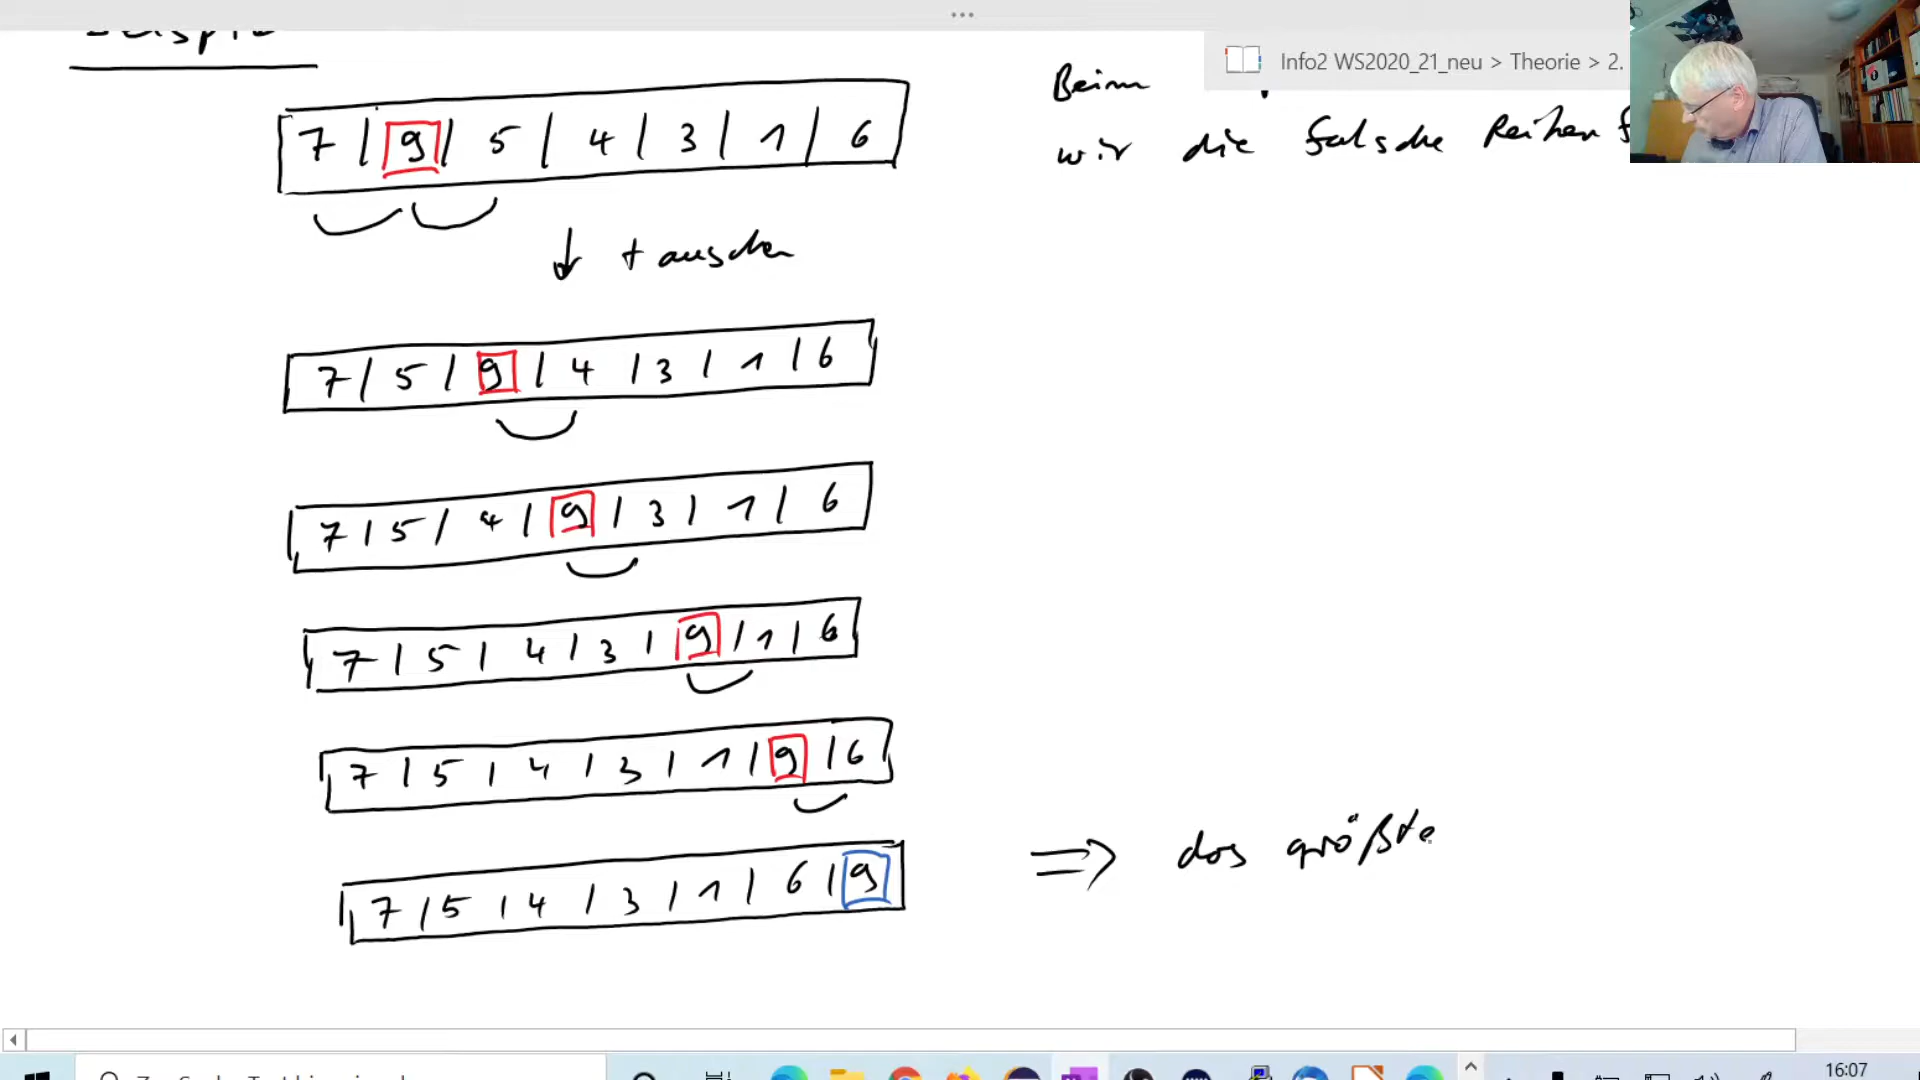 Beispiel
Info2 WS2020_21_neu > Theorie > 2.
Beim
wir die falsche Reihenf
7 | 9 | 5 | 4 | 3 | 1 | 6
↓ tauschen
7 | 5 | 9 | 4 | 3 | 1 | 6
7 | 5 | 4 | 9 | 3 | 1 | 6
7 | 5 | 4 | 3 | 9 | 1 | 6
7 | 5 | 4 | 3 | 1 | 9 | 6
7 | 5 | 4 | 3 | 1 | 6 | 9
⇒ das größte
16:07